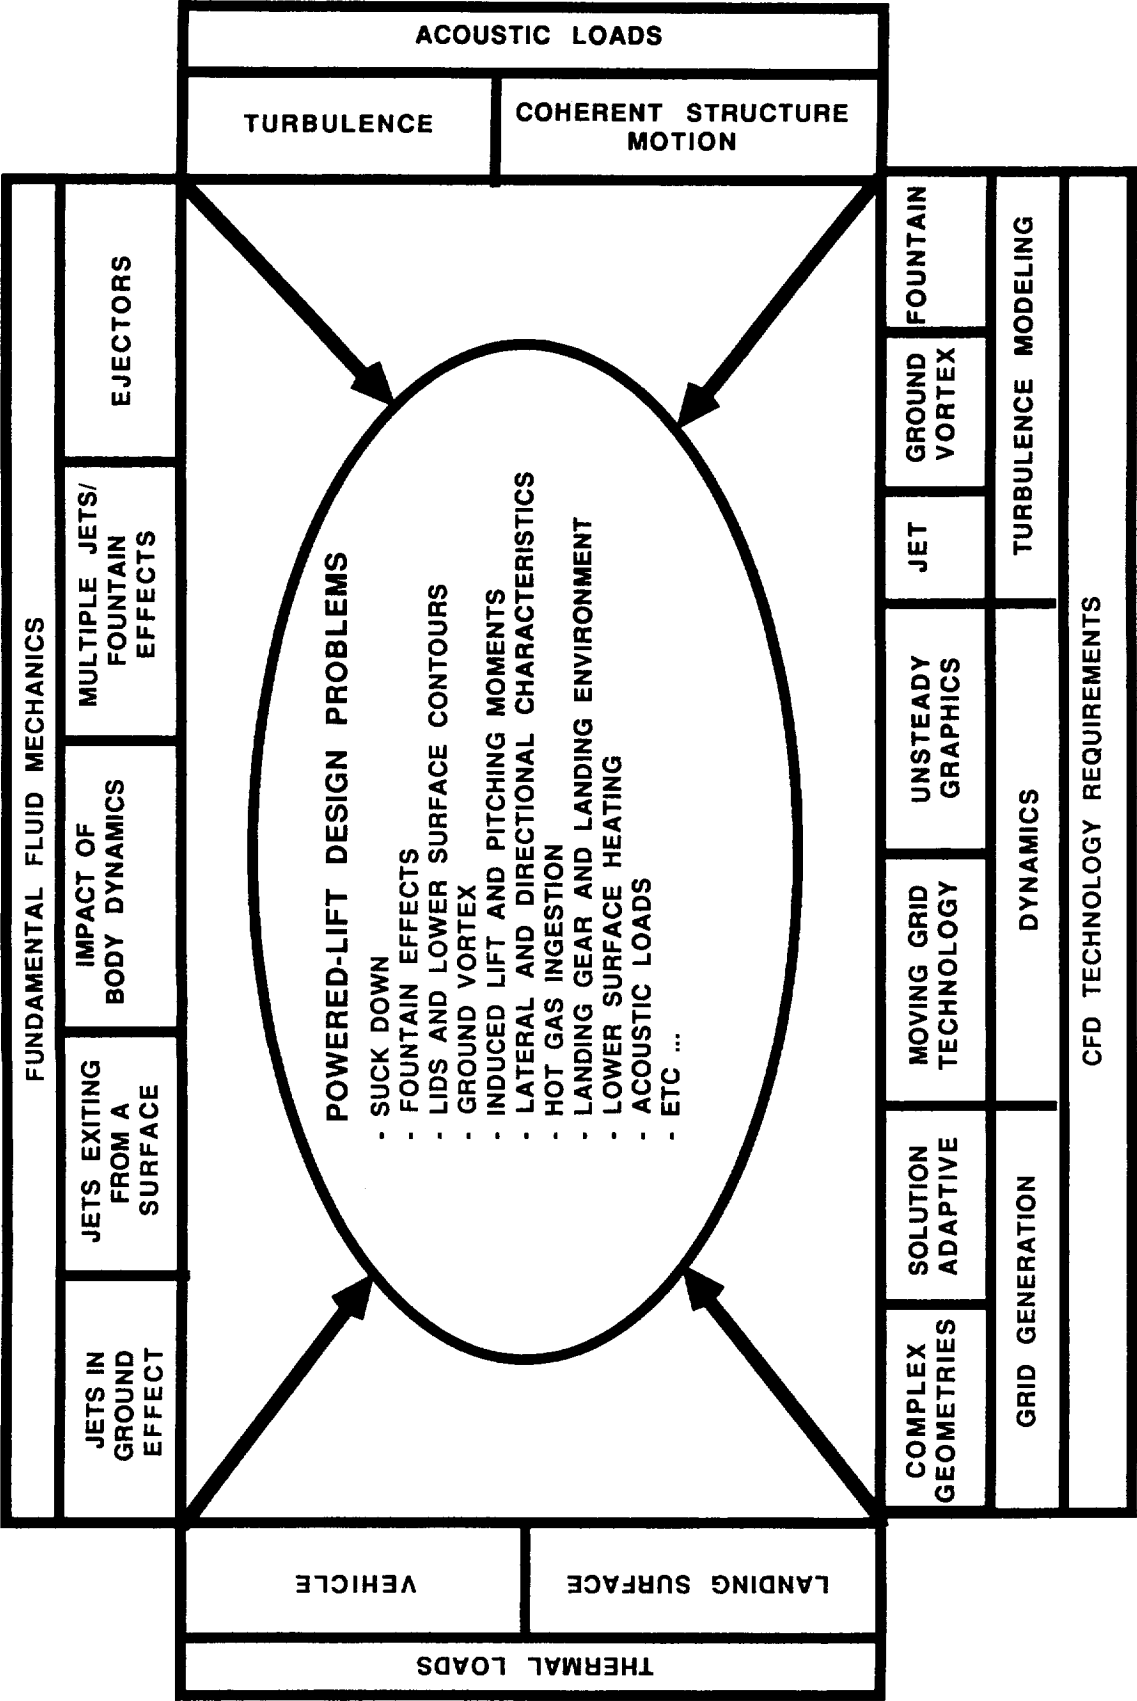 ACOUSTIC LOADS
TURBULENCE
COHERENT STRUCTURE
MOTION
FUNDAMENTAL FLUID MECHANICS
JETS IN
GROUND
EFFECT
JETS EXITING
FROM A
SURFACE
IMPACT OF
BODY DYNAMICS
MULTIPLE JETS/
FOUNTAIN
EFFECTS
EJECTORS
POWERED-LIFT DESIGN PROBLEMS
- SUCK DOWN
- FOUNTAIN EFFECTS
- LIDS AND LOWER SURFACE CONTOURS
- GROUND VORTEX
- INDUCED LIFT AND PITCHING MOMENTS
- LATERAL AND DIRECTIONAL CHARACTERISTICS
- HOT GAS INGESTION
- LANDING GEAR AND LANDING ENVIRONMENT
- LOWER SURFACE HEATING
- ACOUSTIC LOADS
- ETC ...
COMPLEX
GEOMETRIES
SOLUTION
ADAPTIVE
MOVING GRID
TECHNOLOGY
UNSTEADY
GRAPHICS
JET
GROUND
VORTEX
FOUNTAIN
GRID GENERATION
DYNAMICS
TURBULENCE MODELING
CFD TECHNOLOGY REQUIREMENTS
VEHICLE
LANDING SURFACE
THERMAL LOADS